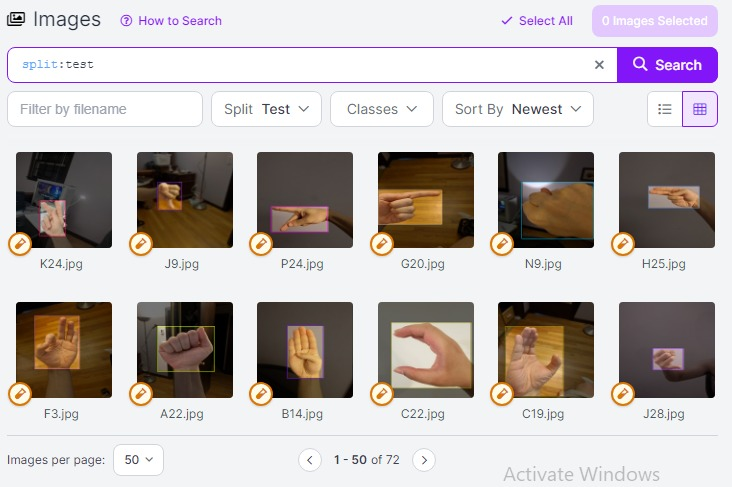 Images
How to Search
Select All
0 Images Selected
split:test
Search
Filter by filename
Split Test
Classes
Sort By Newest
K24.jpg
J9.jpg
P24.jpg
G20.jpg
N9.jpg
H25.jpg
F3.jpg
A22.jpg
B14.jpg
C22.jpg
C19.jpg
J28.jpg
Images per page: 50
1 - 50 of 72
Activate Windows